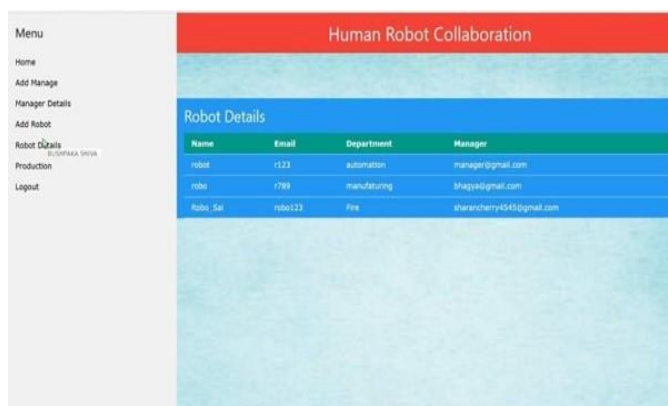 Menu
Home
Add Manage
Manager Details
Add Robot
Robot Details
BUSHPAKA SHIVA
Production
Logout
Human Robot Collaboration
Robot Details
Name Email Department Manager
robot r123 automation manager@gmail.com
robo r789 manufaturing bhagya@gmail.com
Robo_Sai robo123 Fire sharancherry4545@gmail.com